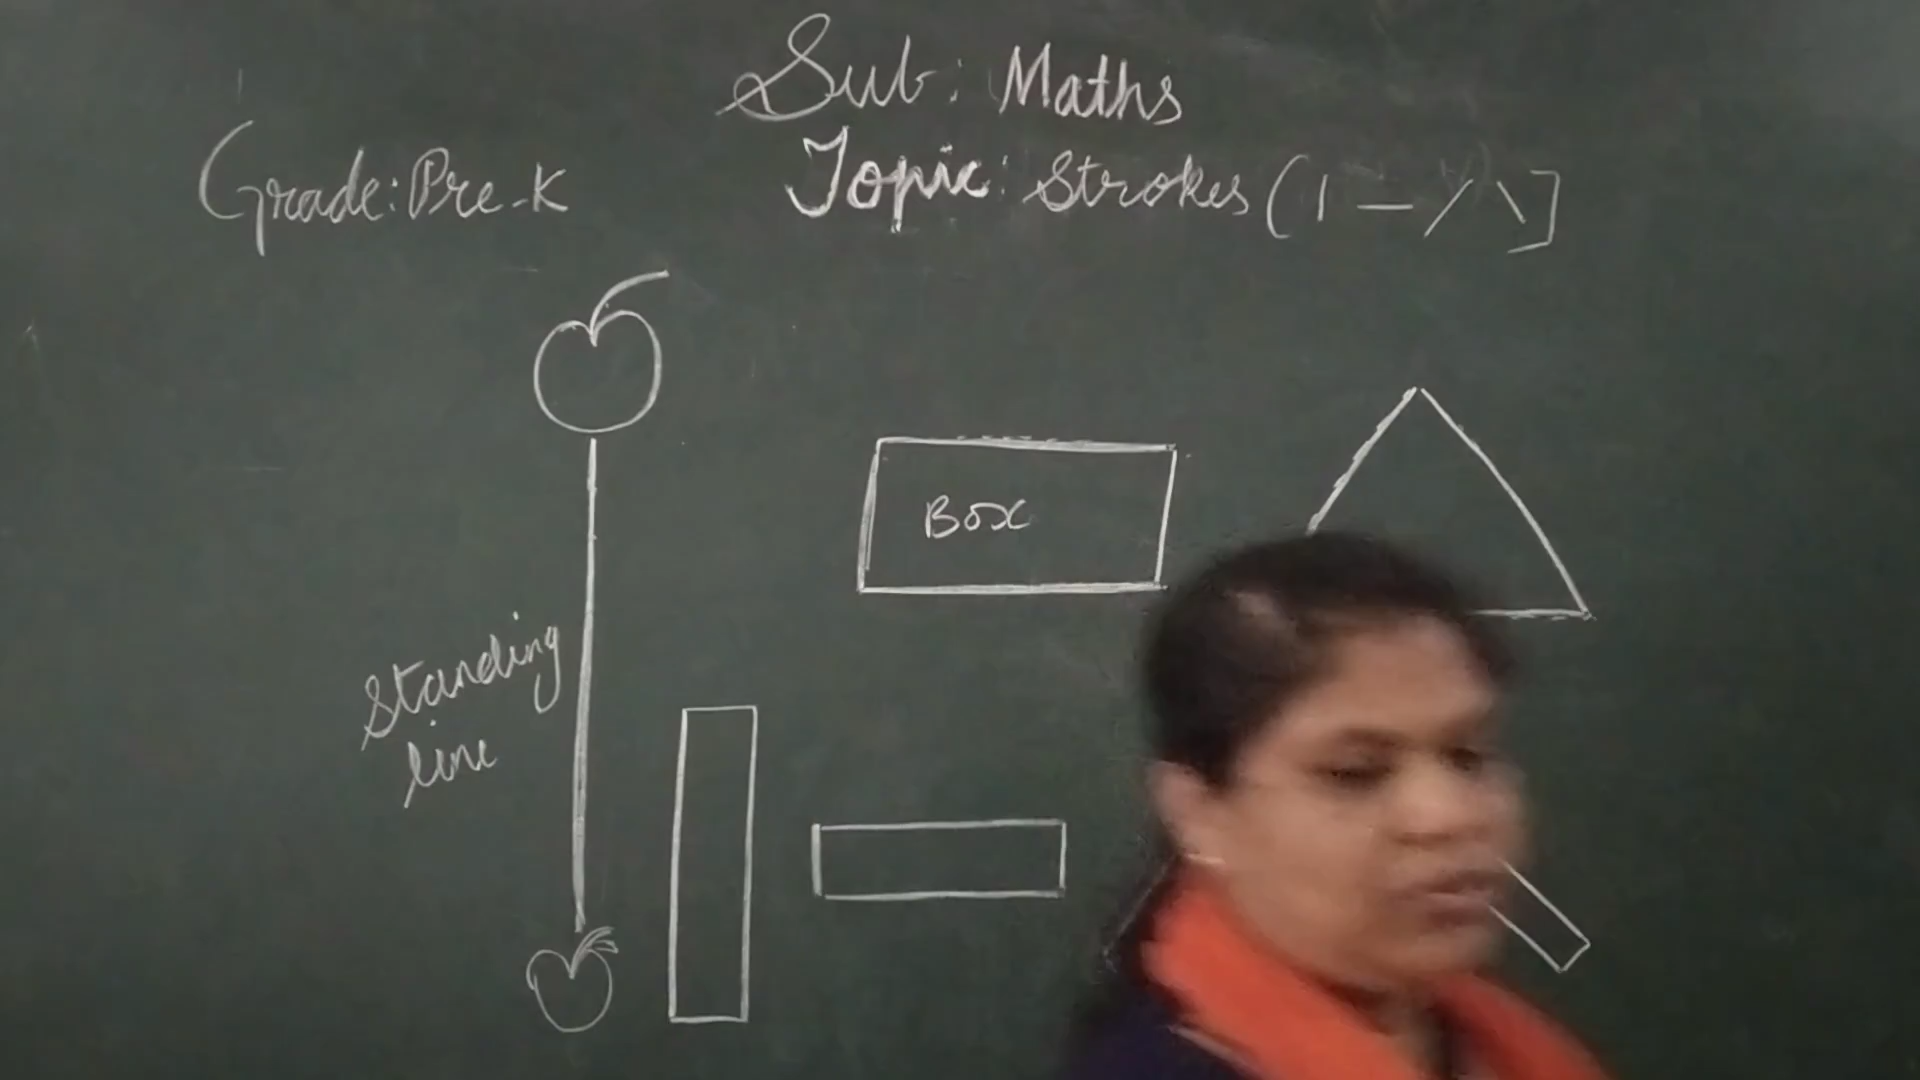 Sub: Maths
Grade: Pre-K
Topic: Strokes (| — / \]
Box
Standing
line